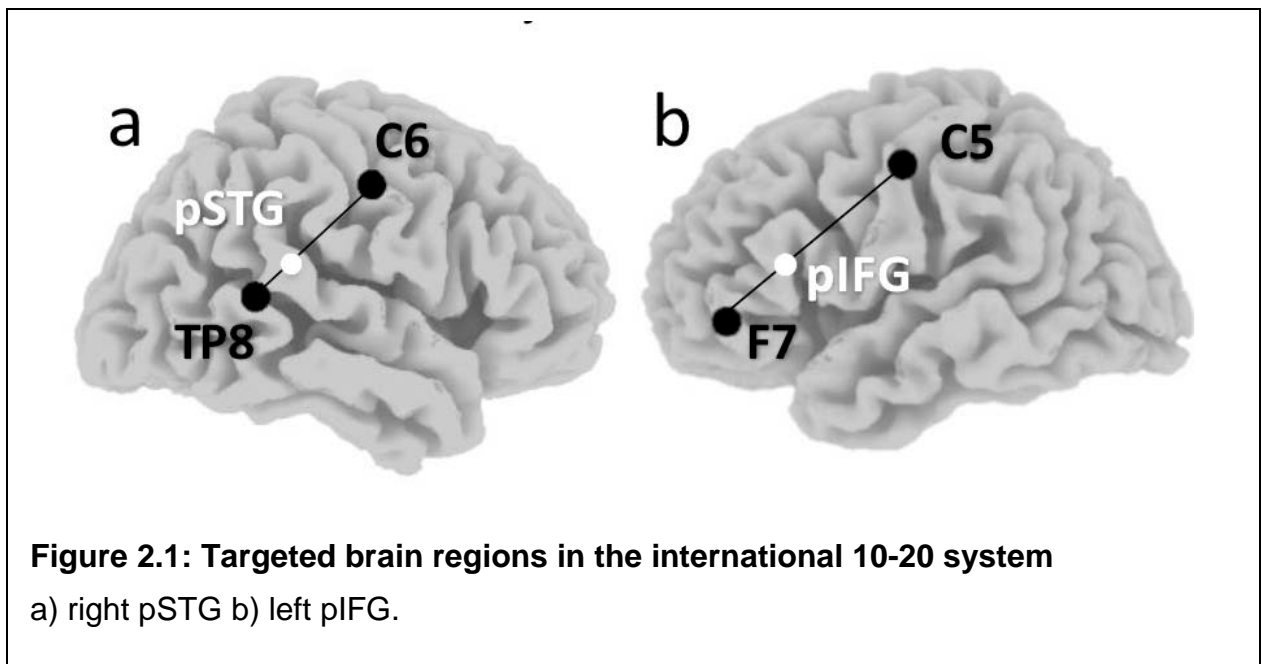 a
C6
pSTG
TP8
b
C5
pIFG
F7
Figure 2.1: Targeted brain regions in the international 10-20 system
a) right pSTG b) left pIFG.